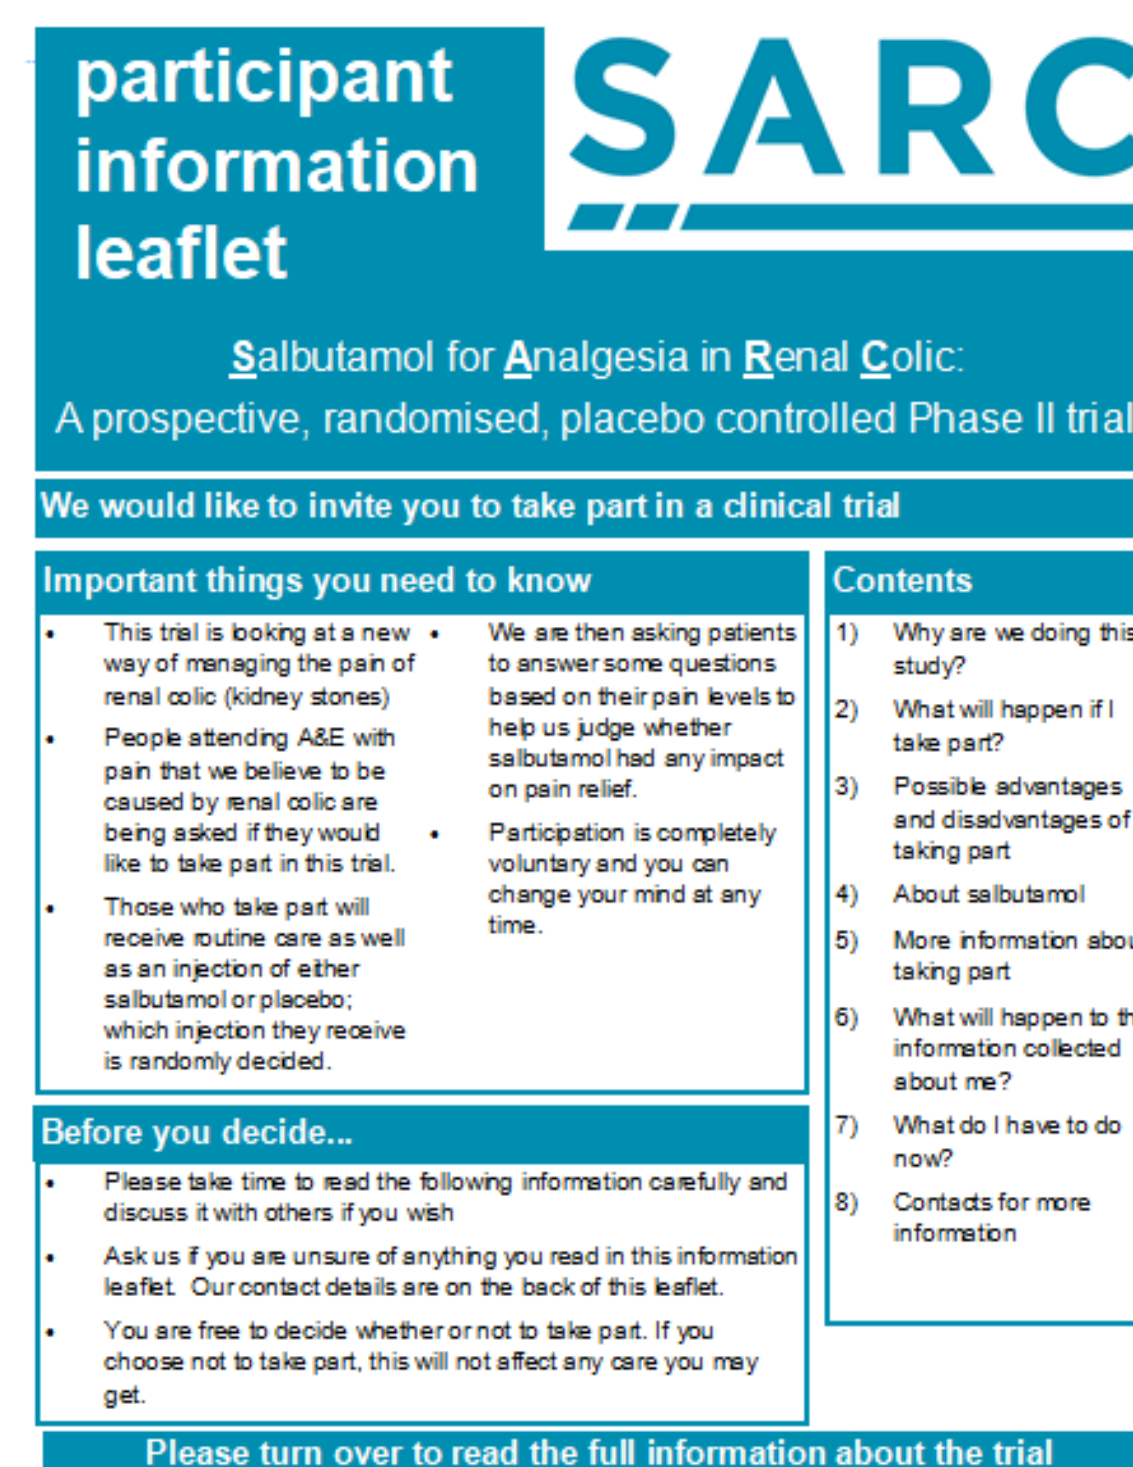 participant
information
leaflet
SARC
Salbutamol for Analgesia in Renal Colic:
A prospective, randomised, placebo controlled Phase II trial
We would like to invite you to take part in a clinical trial
Important things you need to know
• This trial is looking at a new
way of managing the pain of
renal colic (kidney stones)
• People attending A&E with
pain that we believe to be
caused by renal colic are
being asked if they would
like to take part in this trial.
• Those who take part will
receive routine care as well
as an injection of either
salbutamol or placebo;
which injection they receive
is randomly decided.
• We are then asking patients
to answer some questions
based on their pain levels to
help us judge whether
salbutamol had any impact
on pain relief.
• Participation is completely
voluntary and you can
change your mind at any
time.
Before you decide...
• Please take time to read the following information carefully and
discuss it with others if you wish
• Ask us if you are unsure of anything you read in this information
leaflet. Our contact details are on the back of this leaflet.
• You are free to decide whether or not to take part. If you
choose not to take part, this will not affect any care you may
get.
Contents
1) Why are we doing this
study?
2) What will happen if I
take part?
3) Possible advantages
and disadvantages of
taking part
4) About salbutamol
5) More information abou
taking part
6) What will happen to th
information collected
about me?
7) What do I have to do
now?
8) Contacts for more
information
Please turn over to read the full information about the trial